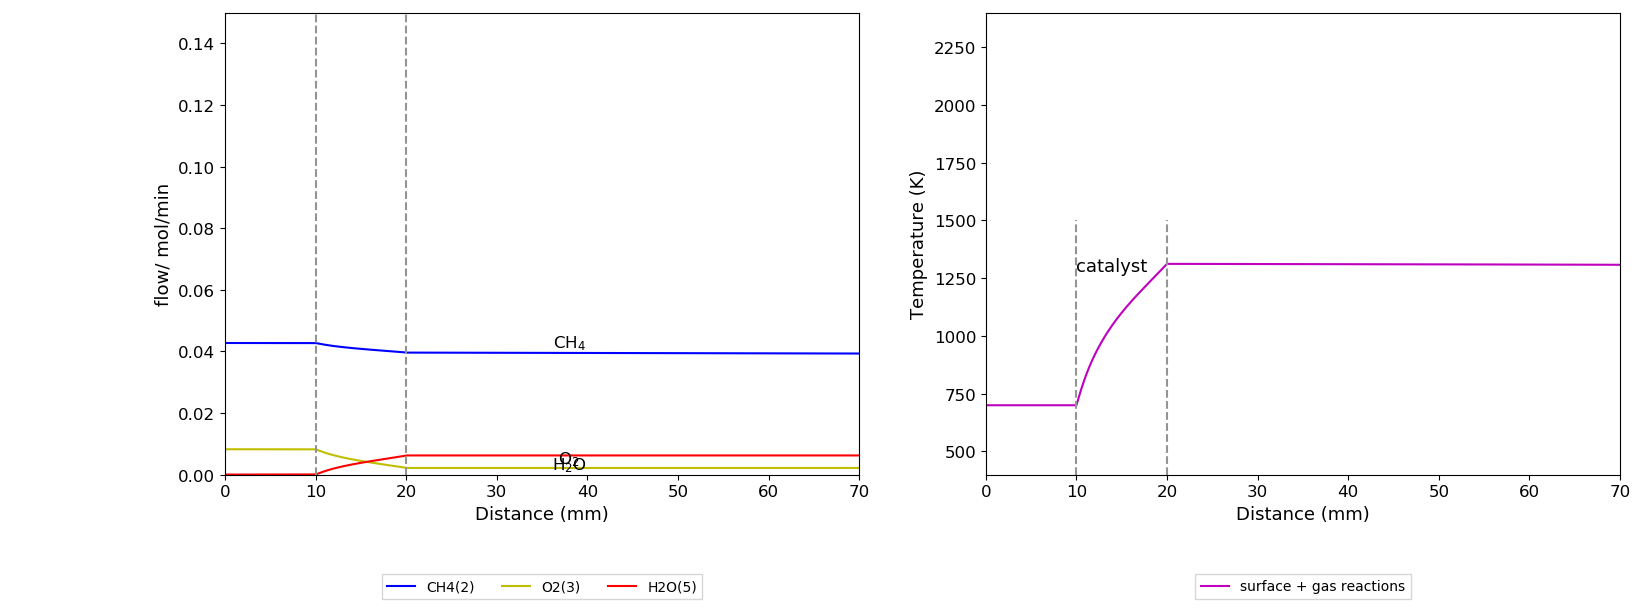 0.14
0.12
0.10
0.08
0.06
0.04
0.02
0.00
flow/ mol/min
CH₄
O₂
H₂O
0 10 20 30 40 50 60 70
Distance (mm)
CH4(2) O2(3) H2O(5)
2250
2000
1750
1500
1250
1000
750
500
Temperature (K)
catalyst
0 10 20 30 40 50 60 70
Distance (mm)
surface + gas reactions